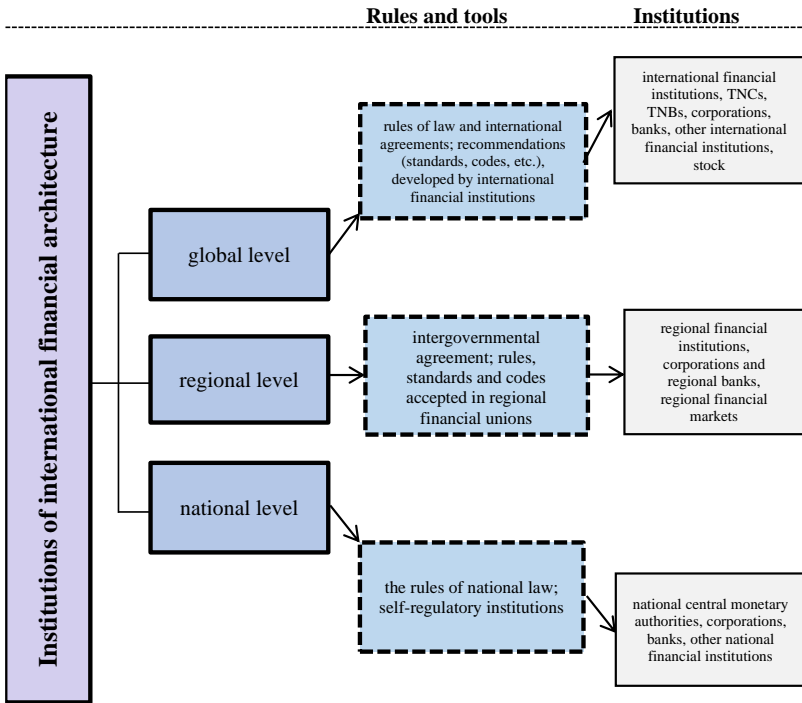 Rules and tools
Institutions
Institutions of international financial architecture
global level
rules of law and international
agreements; recommendations
(standards, codes, etc.),
developed by international
financial institutions
international financial
institutions, TNCs,
TNBs, corporations,
banks, other international
financial institutions,
stock
regional level
intergovernmental
agreement; rules,
standards and codes
accepted in regional
financial unions
regional financial
institutions,
corporations and
regional banks,
regional financial
markets
national level
the rules of national law;
self-regulatory institutions
national central monetary
authorities, corporations,
banks, other national
financial institutions